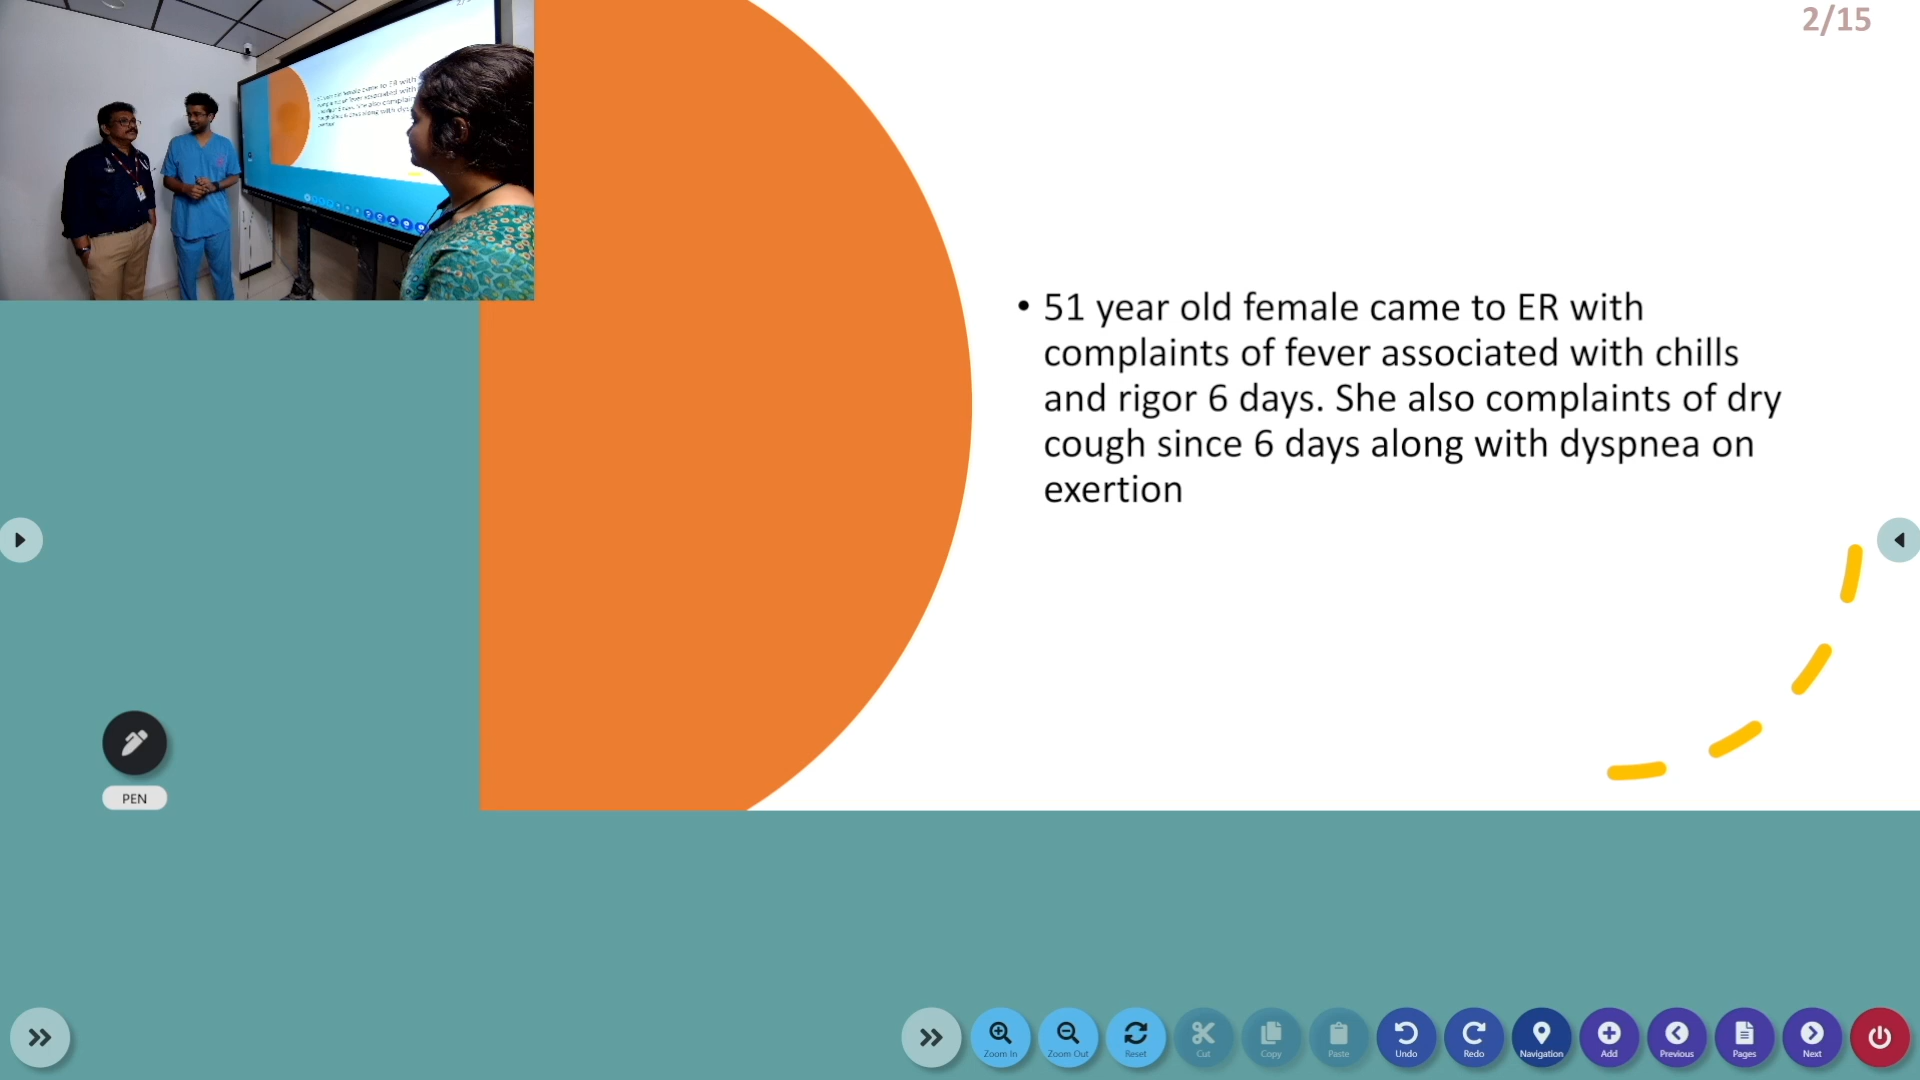 2/15
• 51 year old female came to ER with
complaints of fever associated with chills
and rigor 6 days. She also complaints of dry
cough since 6 days along with dyspnea on
exertion
PEN
Zoom In
Zoom Out
Reset
Cut
Copy
Paste
Undo
Redo
Navigation
Add
Previous
Pages
Next